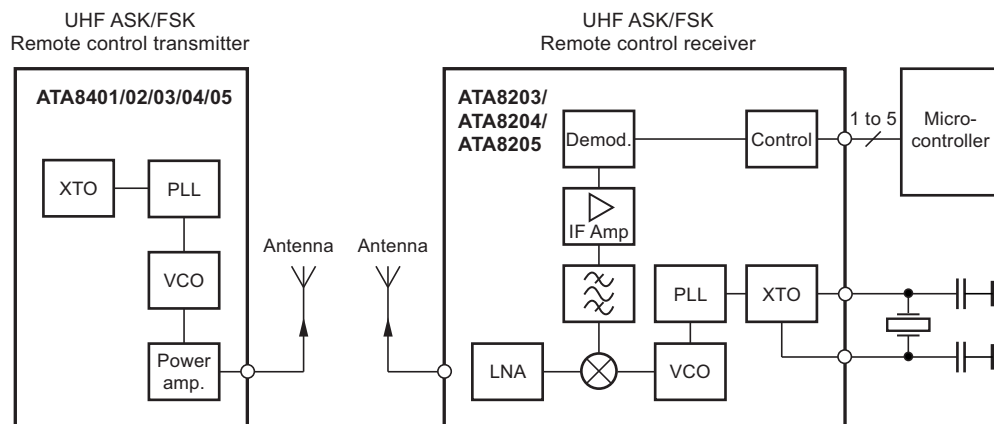 UHF ASK/FSK
Remote control transmitter
ATA8401/02/03/04/05
XTO
PLL
VCO
Power
amp.
Antenna
Antenna
UHF ASK/FSK
Remote control receiver
ATA8203/
ATA8204/
ATA8205
Demod.
Control
1 to 5
Micro-
controller
IF Amp
PLL
XTO
LNA
VCO